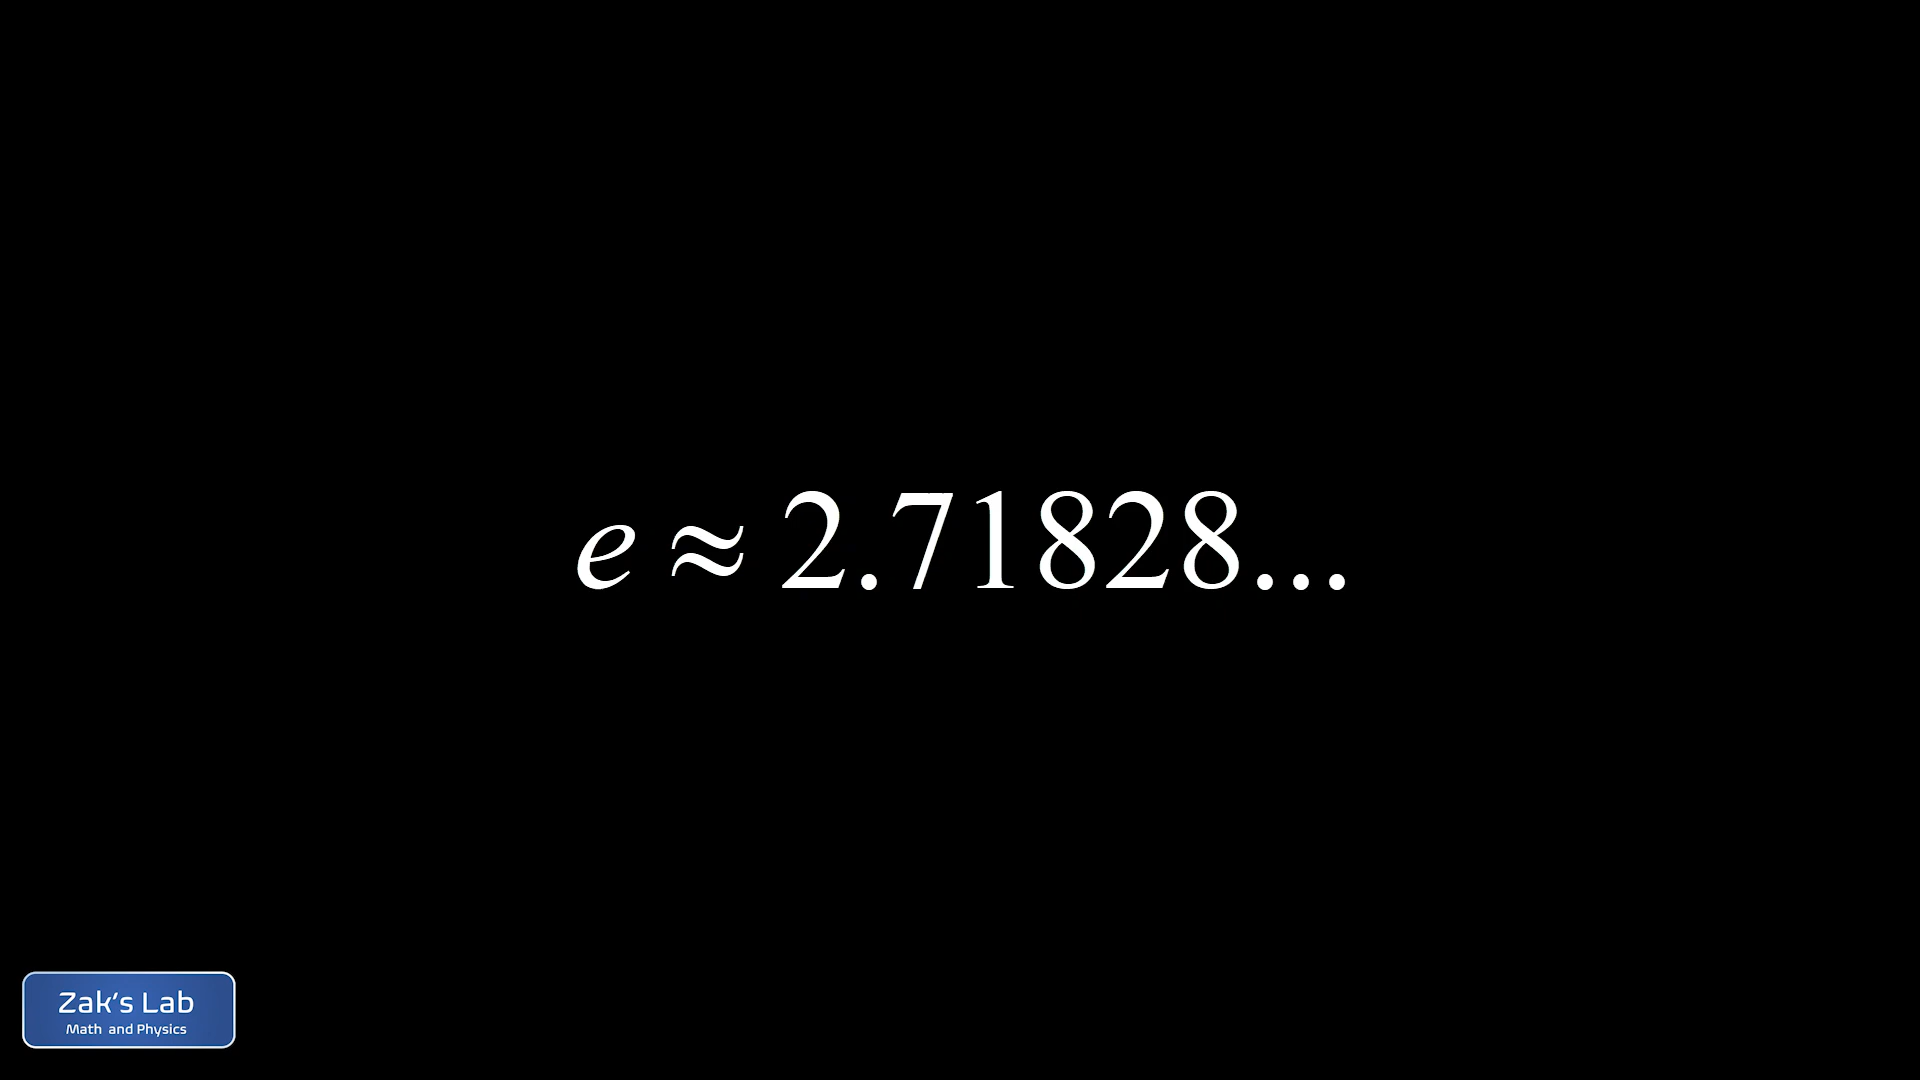 e ≈ 2.71828...
Zak's Lab
Math and Physics